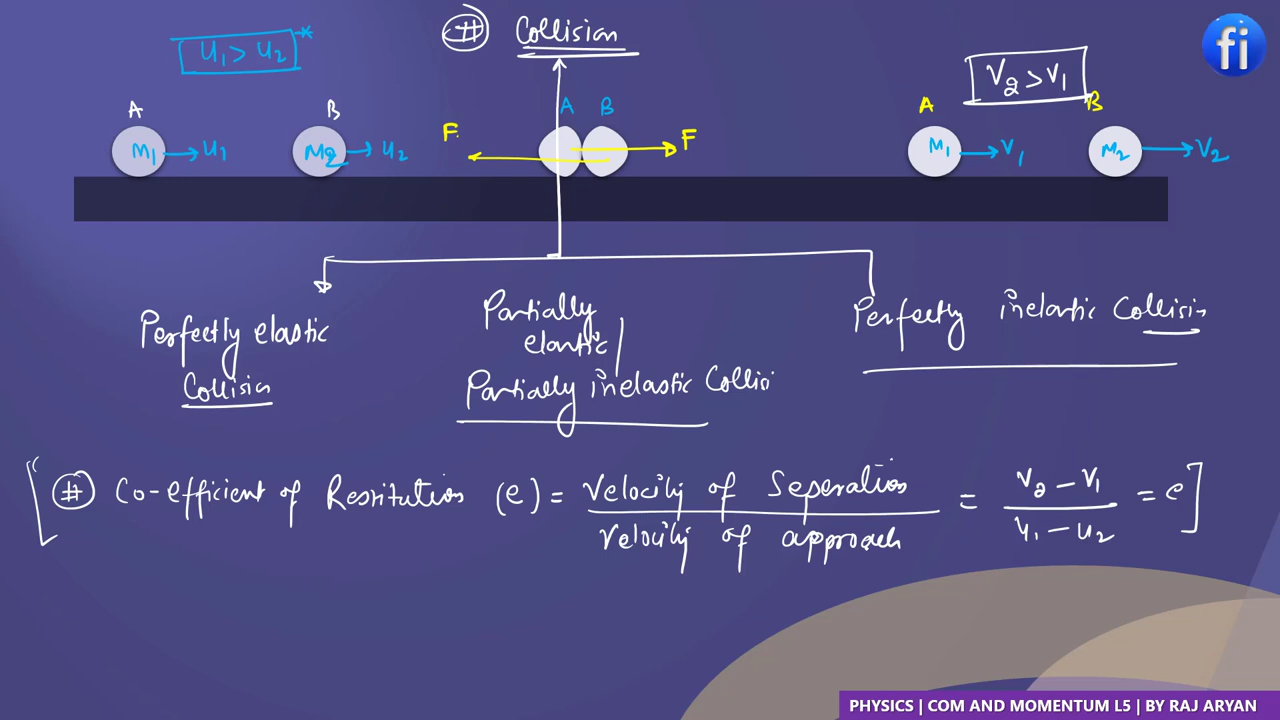 # Collision
U1 > U2 *
V2 > V1
fi
A
B
A B
A
B
M1 → U1
M2 → U2
F
F
M1 → V1
M2 → V2
Perfectly elastic
Collision
Partially
elastic /
Partially inelastic Collisi
Perfectly inelastic Collisin
[ # Co-efficient of Restitution (e) = Velocity of Seperation / Velocity of approach = V2 - V1 / U1 - U2 = e ]
PHYSICS | COM AND MOMENTUM L5 | BY RAJ ARYAN